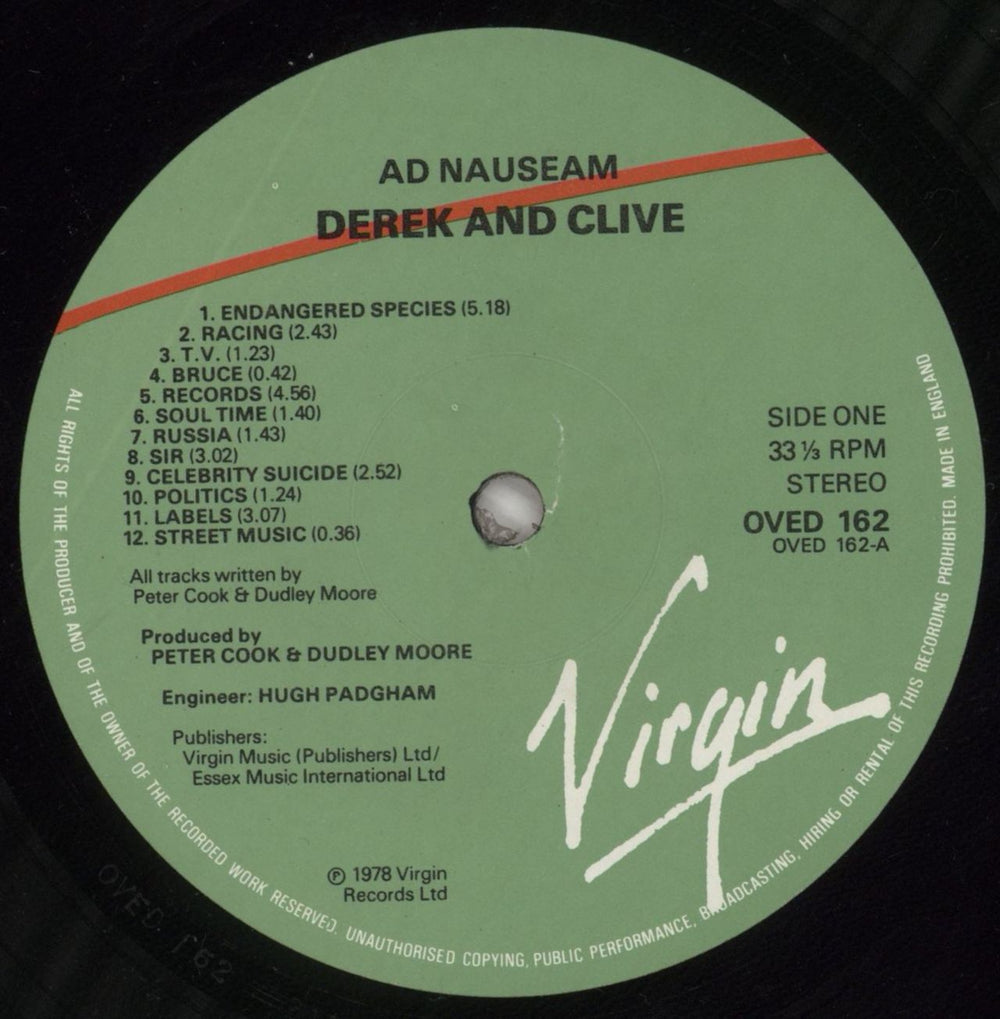 AD NAUSEAM
DEREK AND CLIVE
1. ENDANGERED SPECIES (5.18)
2. RACING (2.43)
3. T.V. (1.23)
4. BRUCE (0.42)
5. RECORDS (4.56)
6. SOUL TIME (1.40)
7. RUSSIA (1.43)
8. SIR (3.02)
9. CELEBRITY SUICIDE (2.52)
10. POLITICS (1.24)
11. LABELS (3.07)
12. STREET MUSIC (0.36)
All tracks written by
Peter Cook & Dudley Moore
Produced by
PETER COOK & DUDLEY MOORE
Engineer: HUGH PADGHAM
Publishers:
Virgin Music (Publishers) Ltd/
Essex Music International Ltd
℗ 1978 Virgin
Records Ltd
SIDE ONE
33⅓ RPM
STEREO
OVED 162
OVED 162-A
Virgin
ALL RIGHTS OF THE PRODUCER AND OF THE OWNER OF THE RECORDED WORK RESERVED. UNAUTHORISED COPYING, PUBLIC PERFORMANCE, BROADCASTING, HIRING OR RENTAL OF THIS RECORDING PROHIBITED. MADE IN ENGLAND
OVED 162